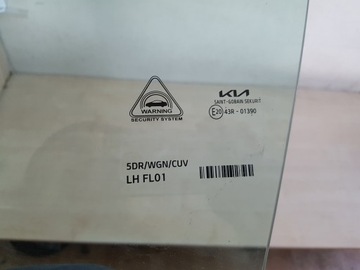 WARNING
SECURITY SYSTEM
KIA
SAINT-GOBAIN SEKURIT
E20 43R - 01390
5DR/WGN/CUV
LH FL01